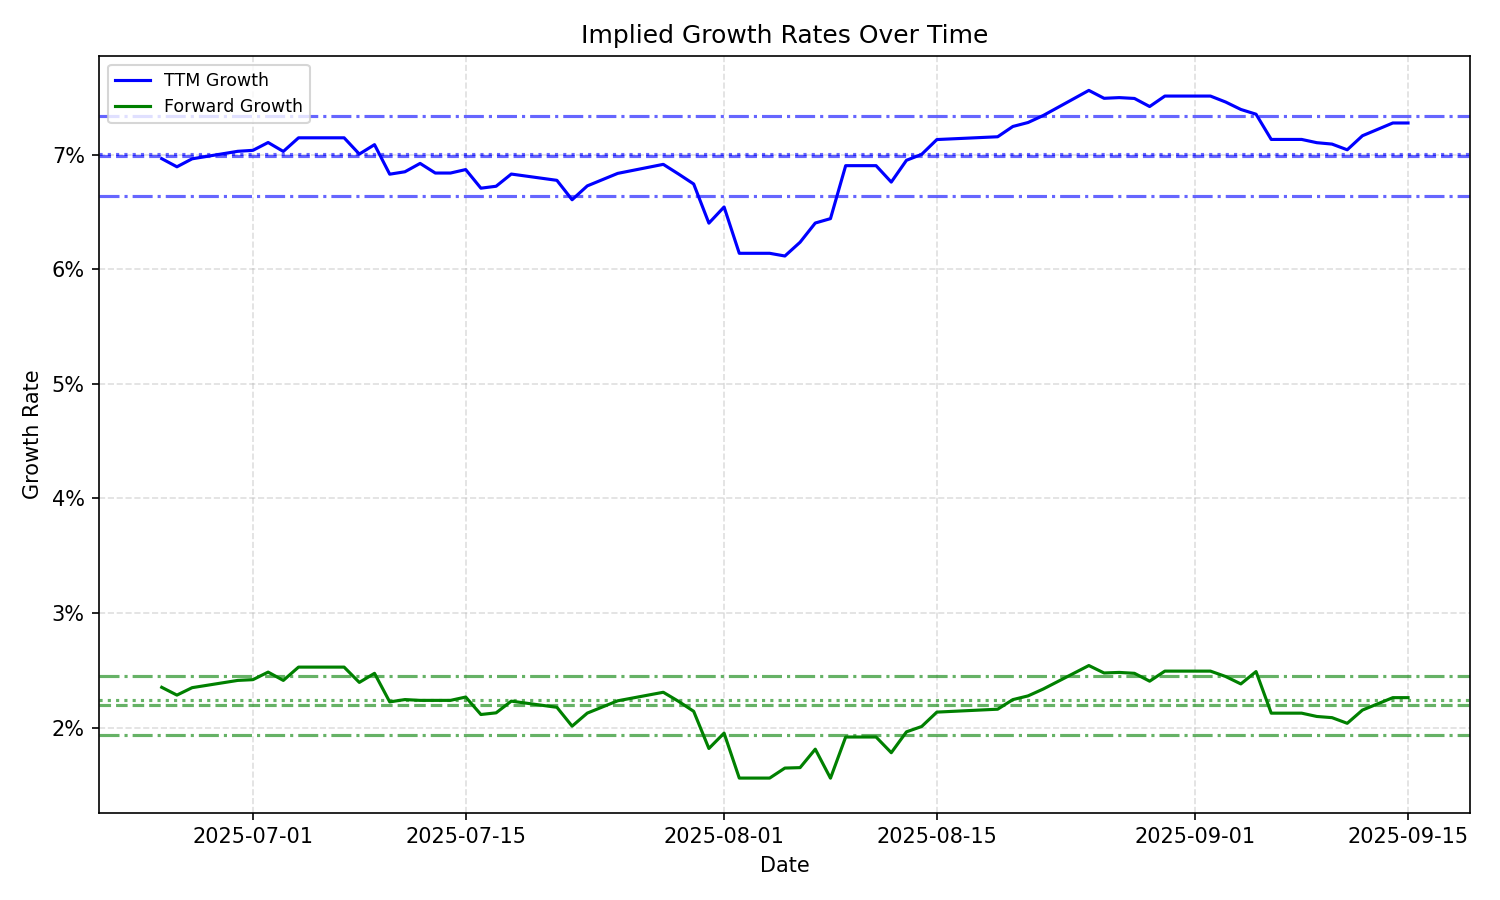 Implied Growth Rates Over Time
TTM Growth
Forward Growth
7%
6%
5%
4%
3%
2%
Growth Rate
2025-07-01
2025-07-15
2025-08-01
2025-08-15
2025-09-01
2025-09-15
Date